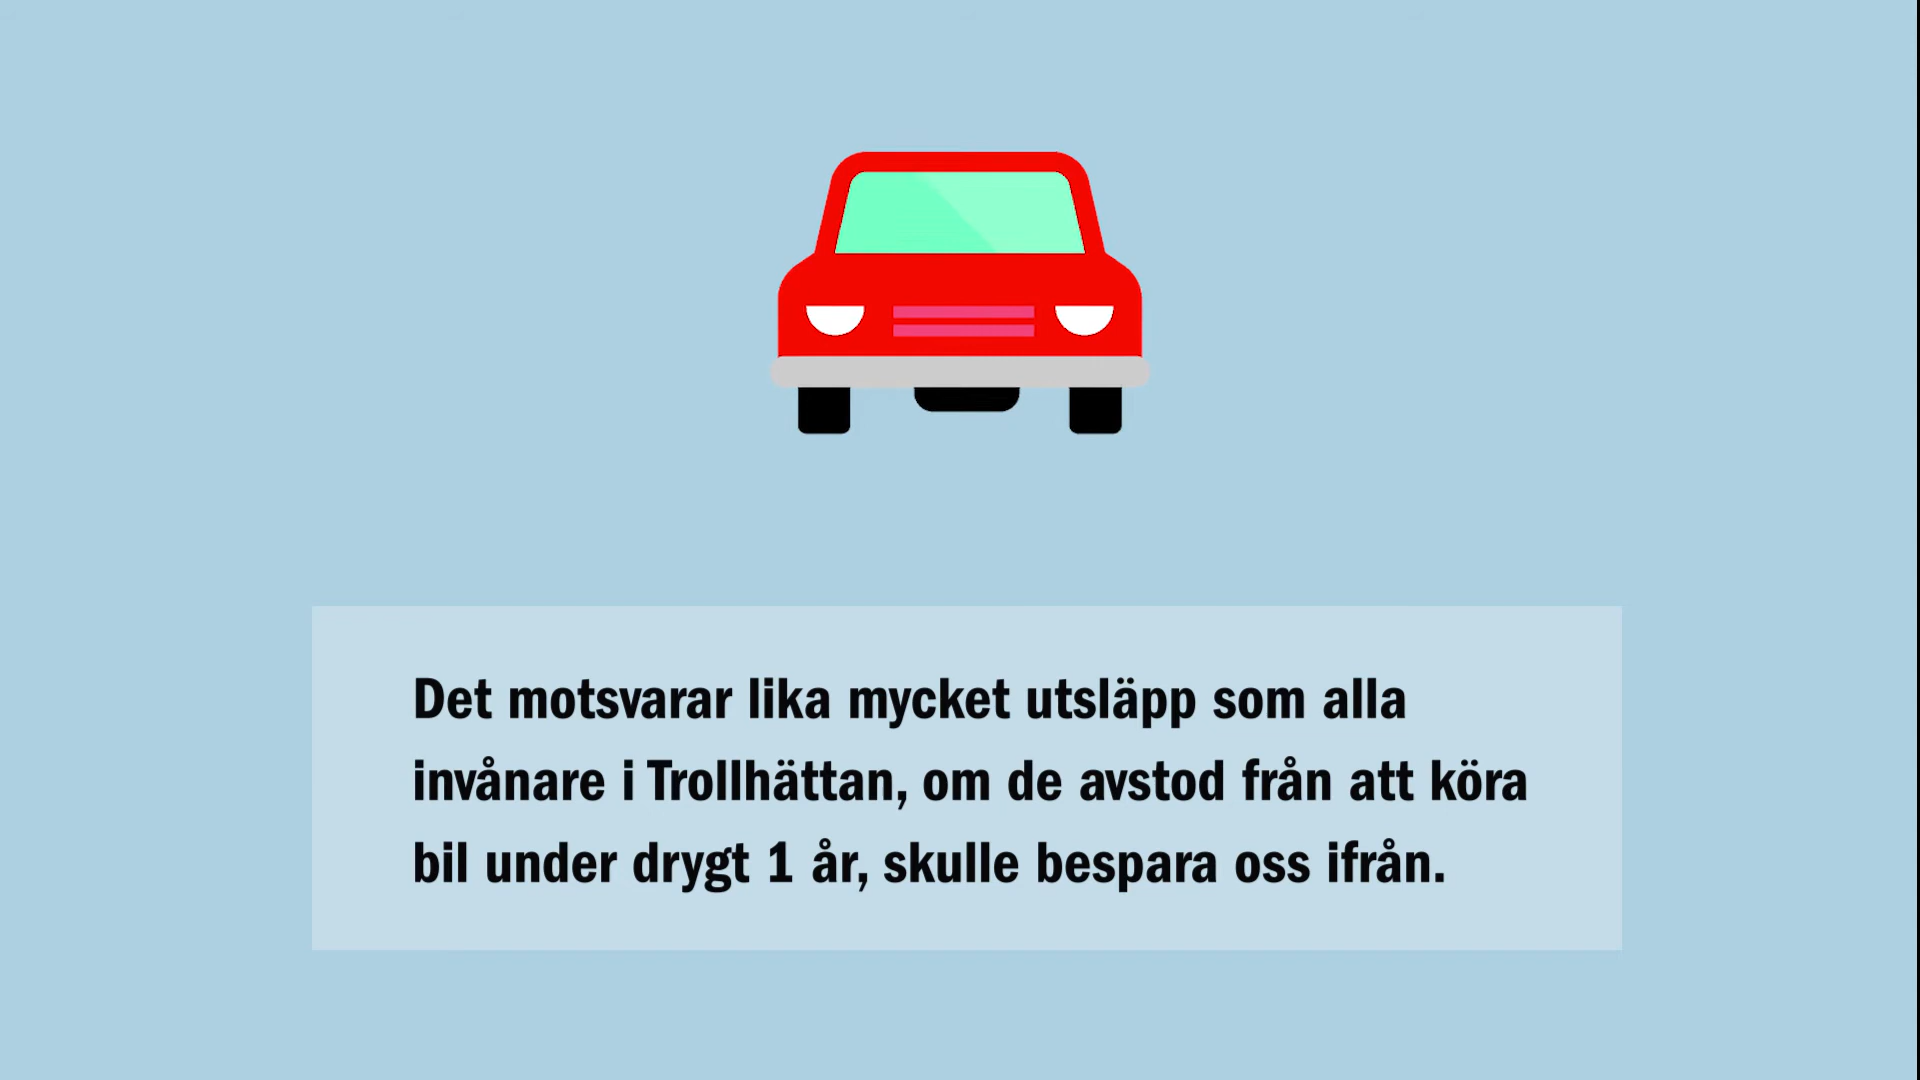 Det motsvarar lika mycket utsläpp som alla
invånare i Trollhättan, om de avstod från att köra
bil under drygt 1 år, skulle bespara oss ifrån.